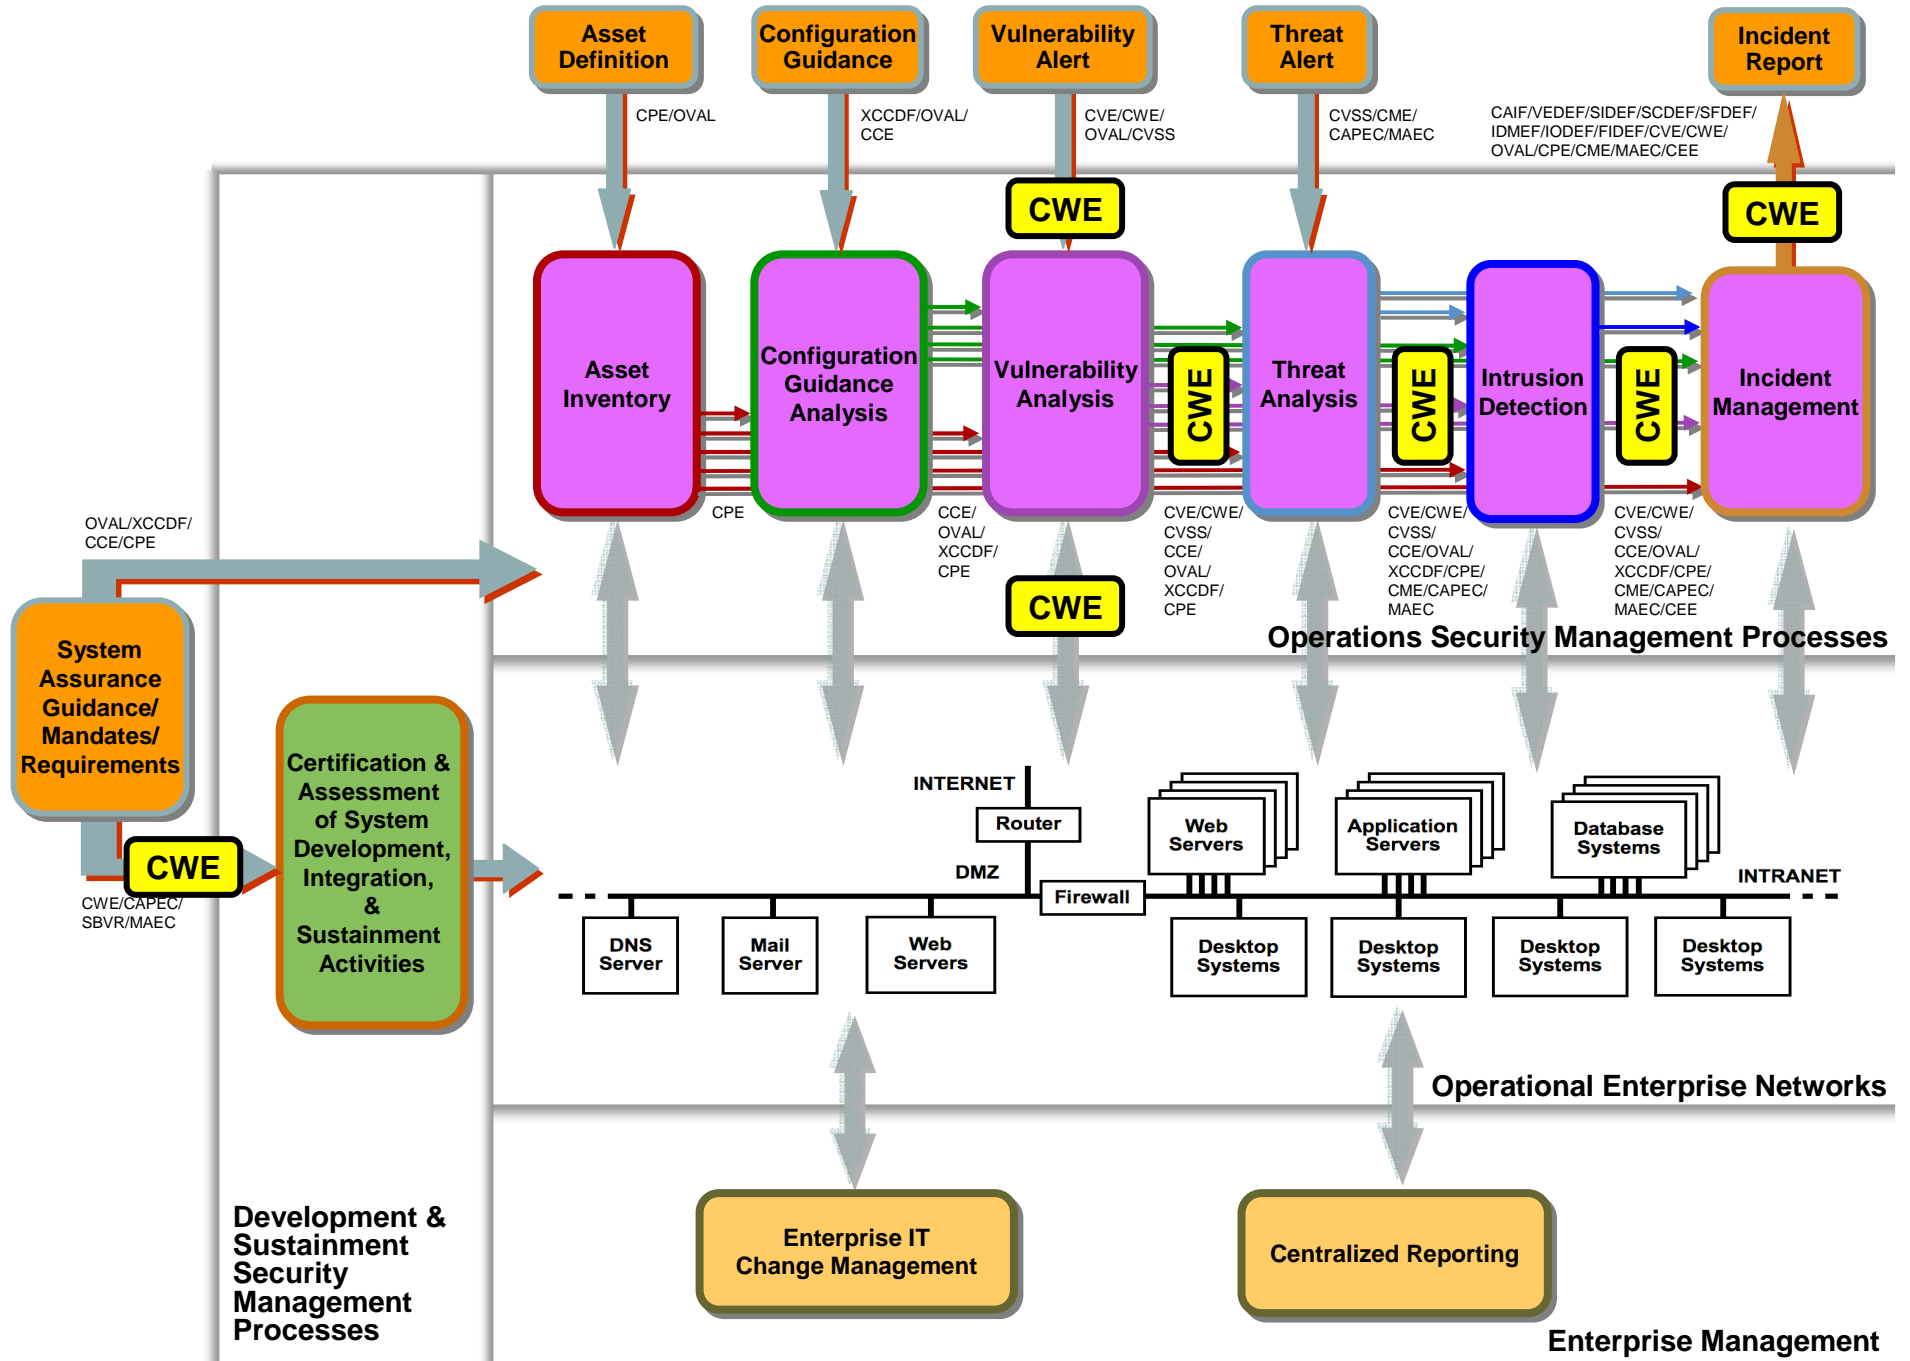 Asset
Definition
Configuration
Guidance
Vulnerability
Alert
Threat
Alert
Incident
Report
CPE/OVAL
XCCDF/OVAL/
CCE
CVE/CWE/
OVAL/CVSS
CVSS/CME/
CAPEC/MAEC
CAIF/VEDEF/SIDEF/SCDEF/SFDEF/
IDMEF/IODEF/FIDEF/CVE/CWE/
OVAL/CPE/CME/MAEC/CEE
CWE
CWE
Asset
Inventory
Configuration
Guidance
Analysis
Vulnerability
Analysis
CWE
Threat
Analysis
CWE
Intrusion
Detection
CWE
Incident
Management
CPE
CCE/
OVAL/
XCCDF/
CPE
CVE/CWE/
CVSS/
CCE/
OVAL/
XCCDF/
CPE
CVE/CWE/
CVSS/
CCE/OVAL/
XCCDF/CPE/
CME/CAPEC/
MAEC
CVE/CWE/
CVSS/
CCE/OVAL/
XCCDF/CPE/
CME/CAPEC/
MAEC/CEE
CWE
Operations Security Management Processes
OVAL/XCCDF/
CCE/CPE
System
Assurance
Guidance/
Mandates/
Requirements
CWE
CWE/CAPEC/
SBVR/MAEC
Certification &
Assessment
of System
Development,
Integration,
&
Sustainment
Activities
INTERNET
Router
DMZ
Firewall
Web
Servers
Application
Servers
Database
Systems
INTRANET
DNS
Server
Mail
Server
Web
Servers
Desktop
Systems
Desktop
Systems
Desktop
Systems
Desktop
Systems
Operational Enterprise Networks
Development &
Sustainment
Security
Management
Processes
Enterprise IT
Change Management
Centralized Reporting
Enterprise Management